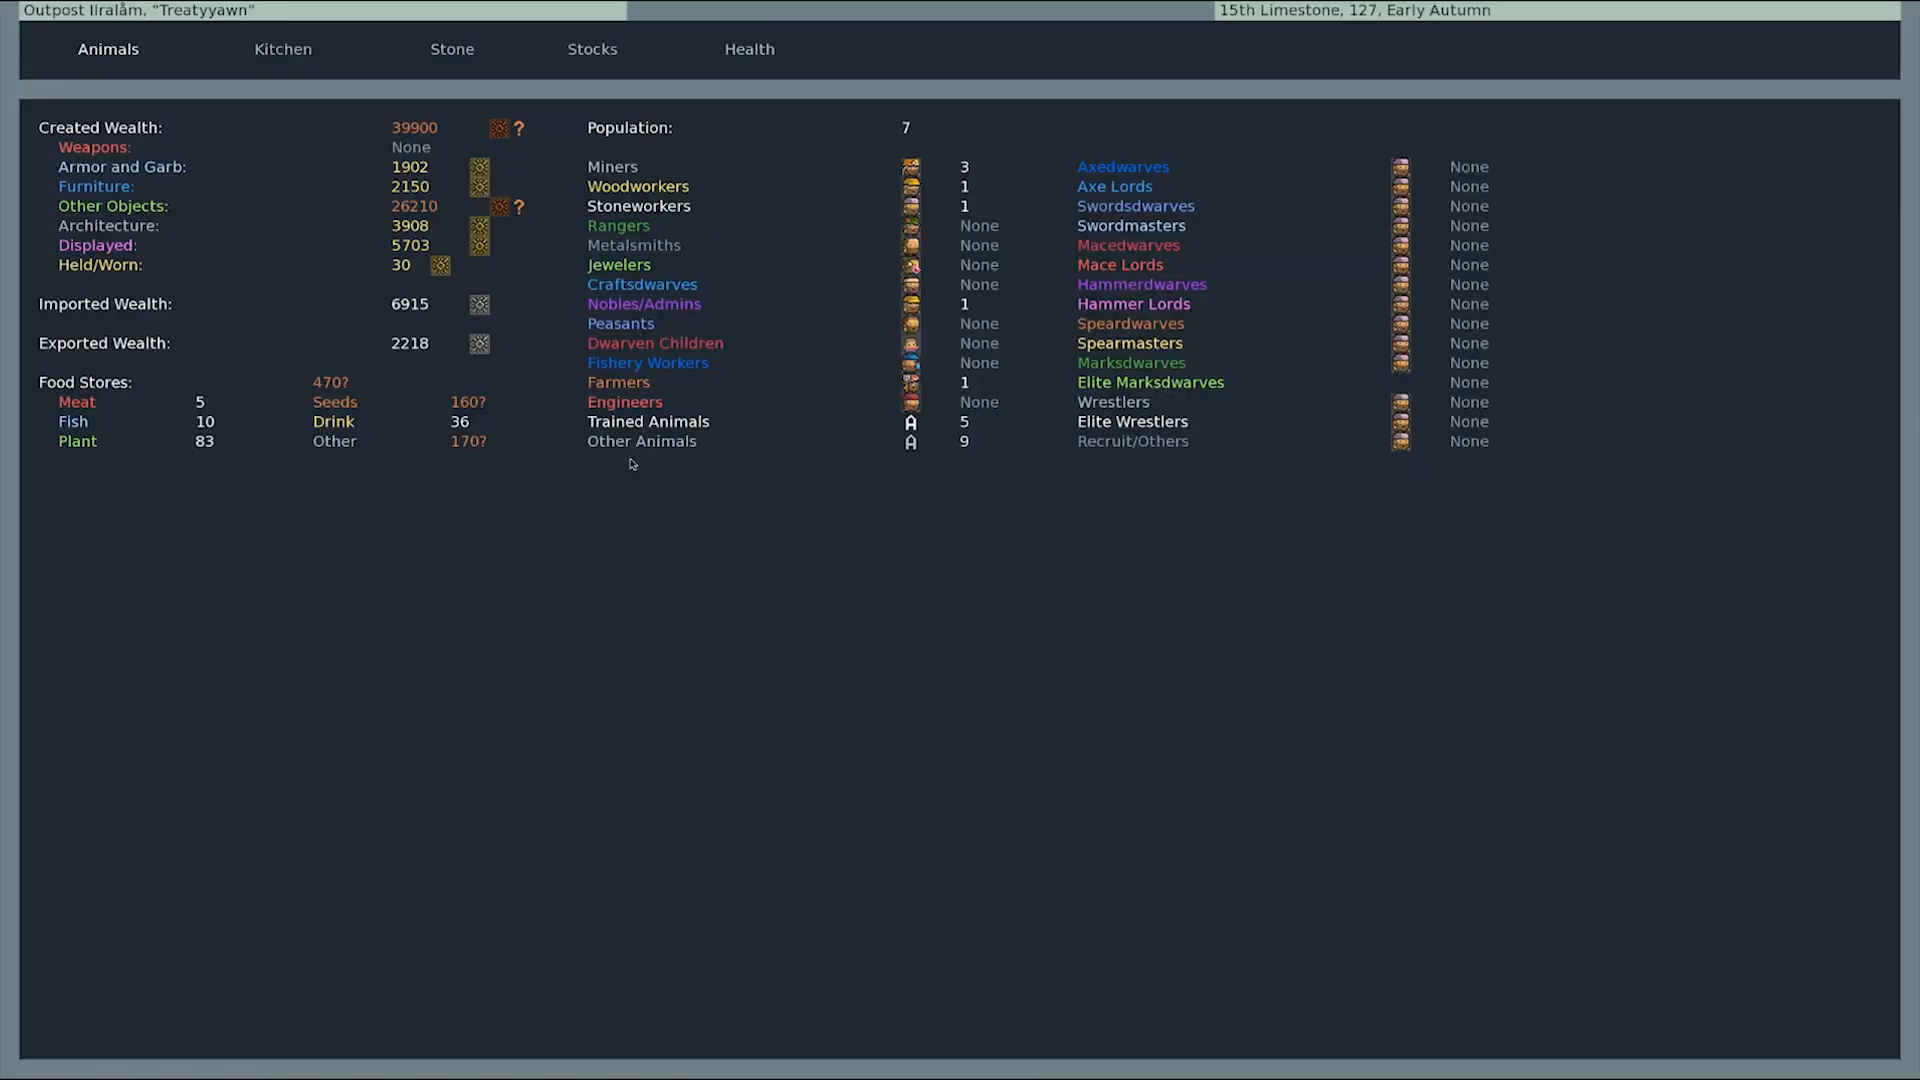 Outpost Ilralåm, "Treatyyawn" 15th Limestone, 127, Early Autumn
Animals Kitchen Stone Stocks Health
Created Wealth: 39900 ? Population: 7
Weapons: None
Armor and Garb: 1902 Miners 3 Axedwarves None
Furniture: 2150 Woodworkers 1 Axe Lords None
Other Objects: 26210 ? Stoneworkers 1 Swordsdwarves None
Architecture: 3908 Rangers None Swordmasters None
Displayed: 5703 Metalsmiths None Macedwarves None
Held/Worn: 30 Jewelers None Mace Lords None
Craftsdwarves None Hammerdwarves None
Imported Wealth: 6915 Nobles/Admins 1 Hammer Lords None
Peasants None Speardwarves None
Exported Wealth: 2218 Dwarven Children None Spearmasters None
Fishery Workers None Marksdwarves None
Food Stores: 470? Farmers 1 Elite Marksdwarves None
Meat 5 Seeds 160? Engineers None Wrestlers None
Fish 10 Drink 36 Trained Animals 5 Elite Wrestlers None
Plant 83 Other 170? Other Animals 9 Recruit/Others None